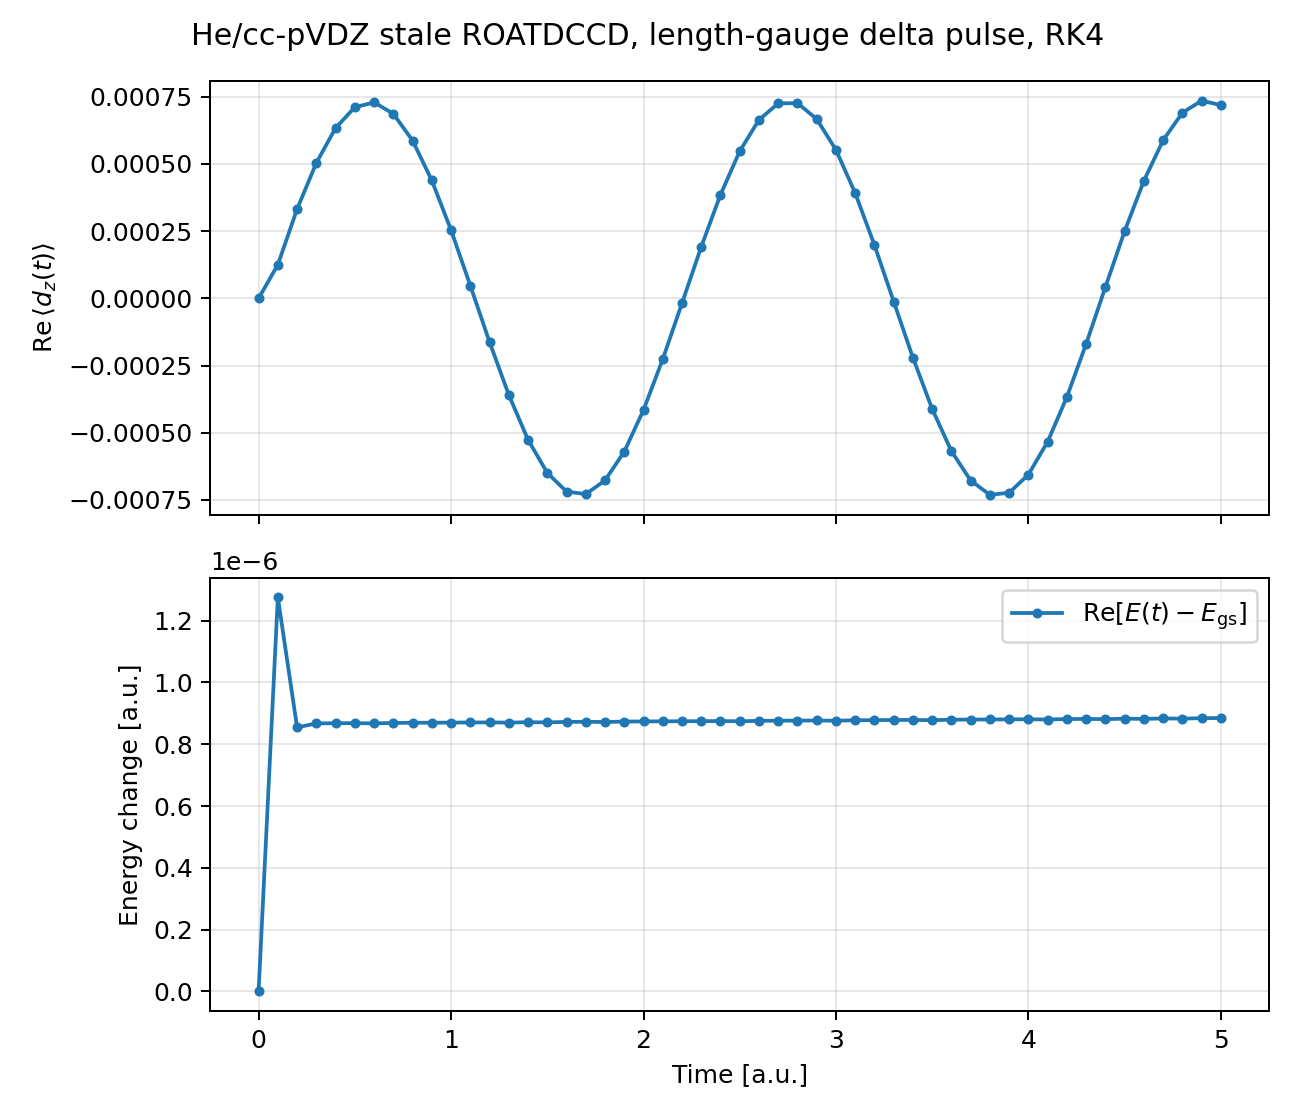 He/cc-pVDZ stale ROATDCCD, length-gauge delta pulse, RK4
0.00075
0.00050
0.00025
0.00000
−0.00025
−0.00050
−0.00075
Re⟨d_z(t)⟩
1e−6
1.2
1.0
0.8
0.6
0.4
0.2
0.0
Energy change [a.u.]
Re[E(t) − E_gs]
0 1 2 3 4 5
Time [a.u.]